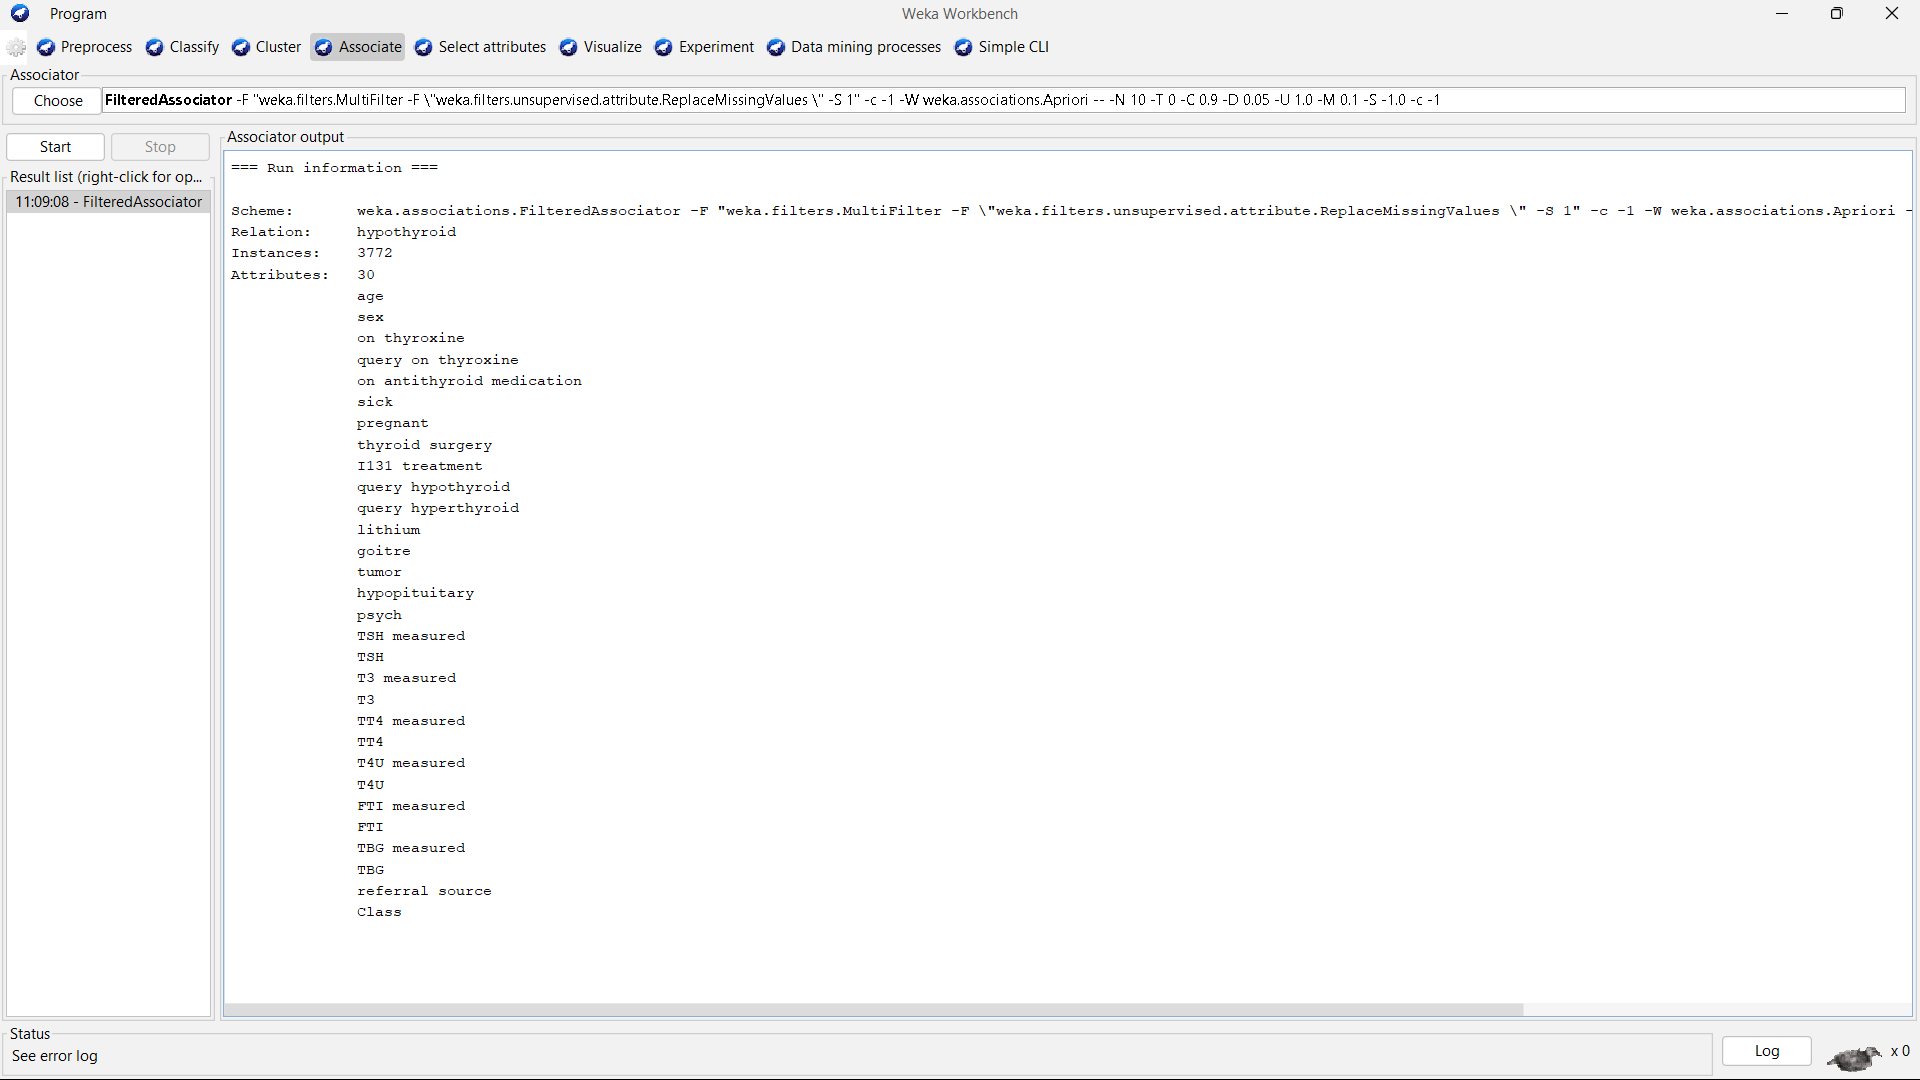 Program
Weka Workbench
Preprocess Classify Cluster Associate Select attributes Visualize Experiment Data mining processes Simple CLI
Associator
Choose FilteredAssociator -F "weka.filters.MultiFilter -F \"weka.filters.unsupervised.attribute.ReplaceMissingValues \" -S 1" -c -1 -W weka.associations.Apriori -- -N 10 -T 0 -C 0.9 -D 0.05 -U 1.0 -M 0.1 -S -1.0 -c -1
Start Stop
Result list (right-click for op...
11:09:08 - FilteredAssociator
Associator output
=== Run information ===
Scheme: weka.associations.FilteredAssociator -F "weka.filters.MultiFilter -F \"weka.filters.unsupervised.attribute.ReplaceMissingValues \" -S 1" -c -1 -W weka.associations.Apriori -
Relation: hypothyroid
Instances: 3772
Attributes: 30
age
sex
on thyroxine
query on thyroxine
on antithyroid medication
sick
pregnant
thyroid surgery
I131 treatment
query hypothyroid
query hyperthyroid
lithium
goitre
tumor
hypopituitary
psych
TSH measured
TSH
T3 measured
T3
TT4 measured
TT4
T4U measured
T4U
FTI measured
FTI
TBG measured
TBG
referral source
Class
Status
See error log
Log
x 0